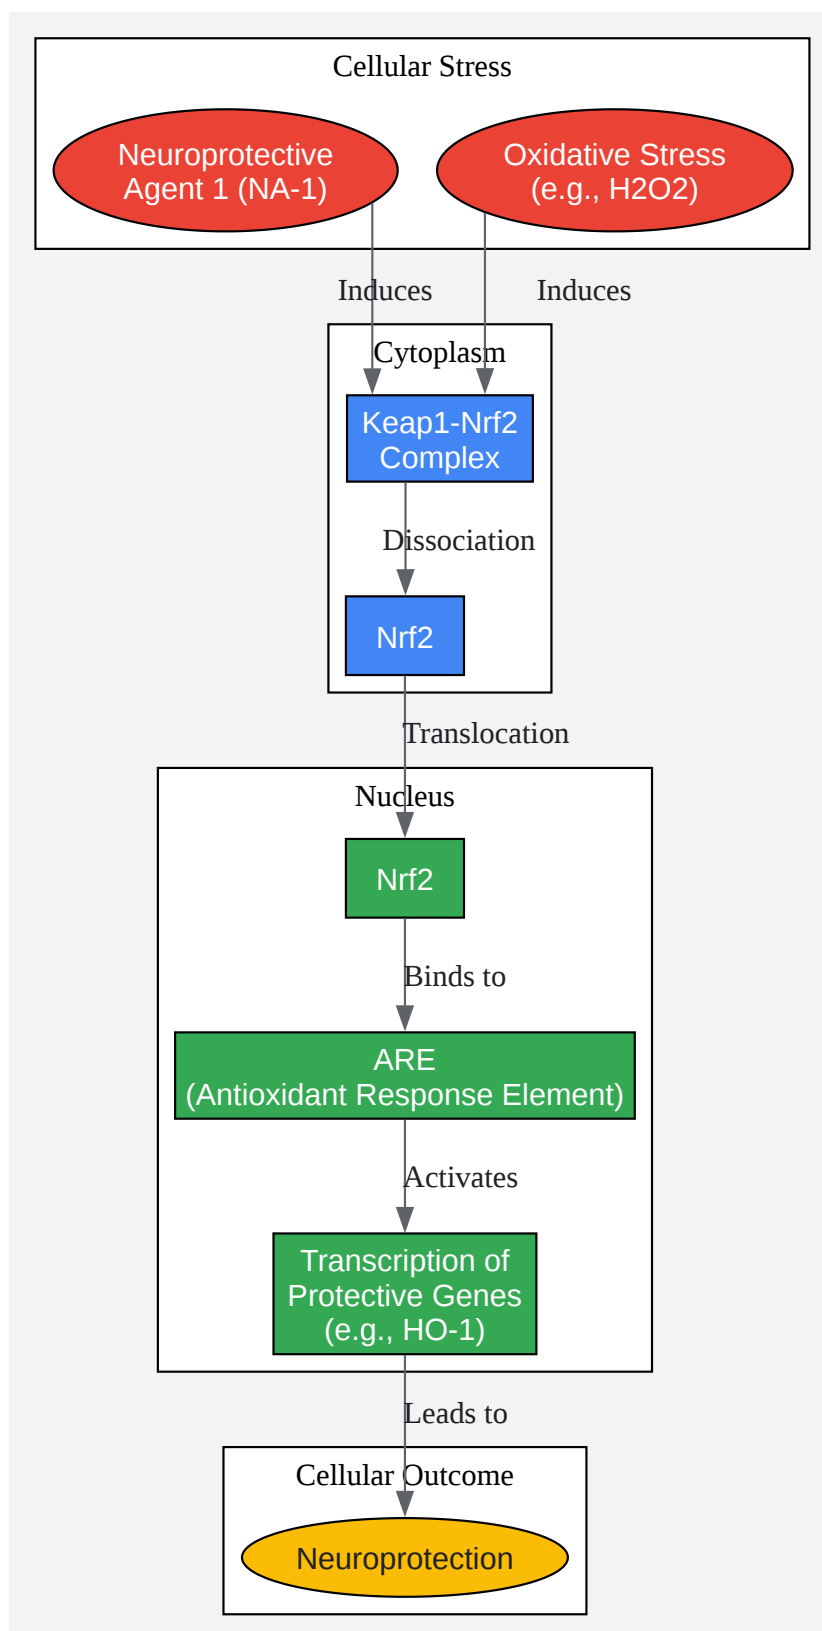 Cellular Stress
Neuroprotective
Agent 1 (NA-1)
Oxidative Stress
(e.g., H2O2)
Induces
Induces
Cytoplasm
Keap1-Nrf2
Complex
Dissociation
Nrf2
Translocation
Nucleus
Nrf2
Binds to
ARE
(Antioxidant Response Element)
Activates
Transcription of
Protective Genes
(e.g., HO-1)
Leads to
Cellular Outcome
Neuroprotection